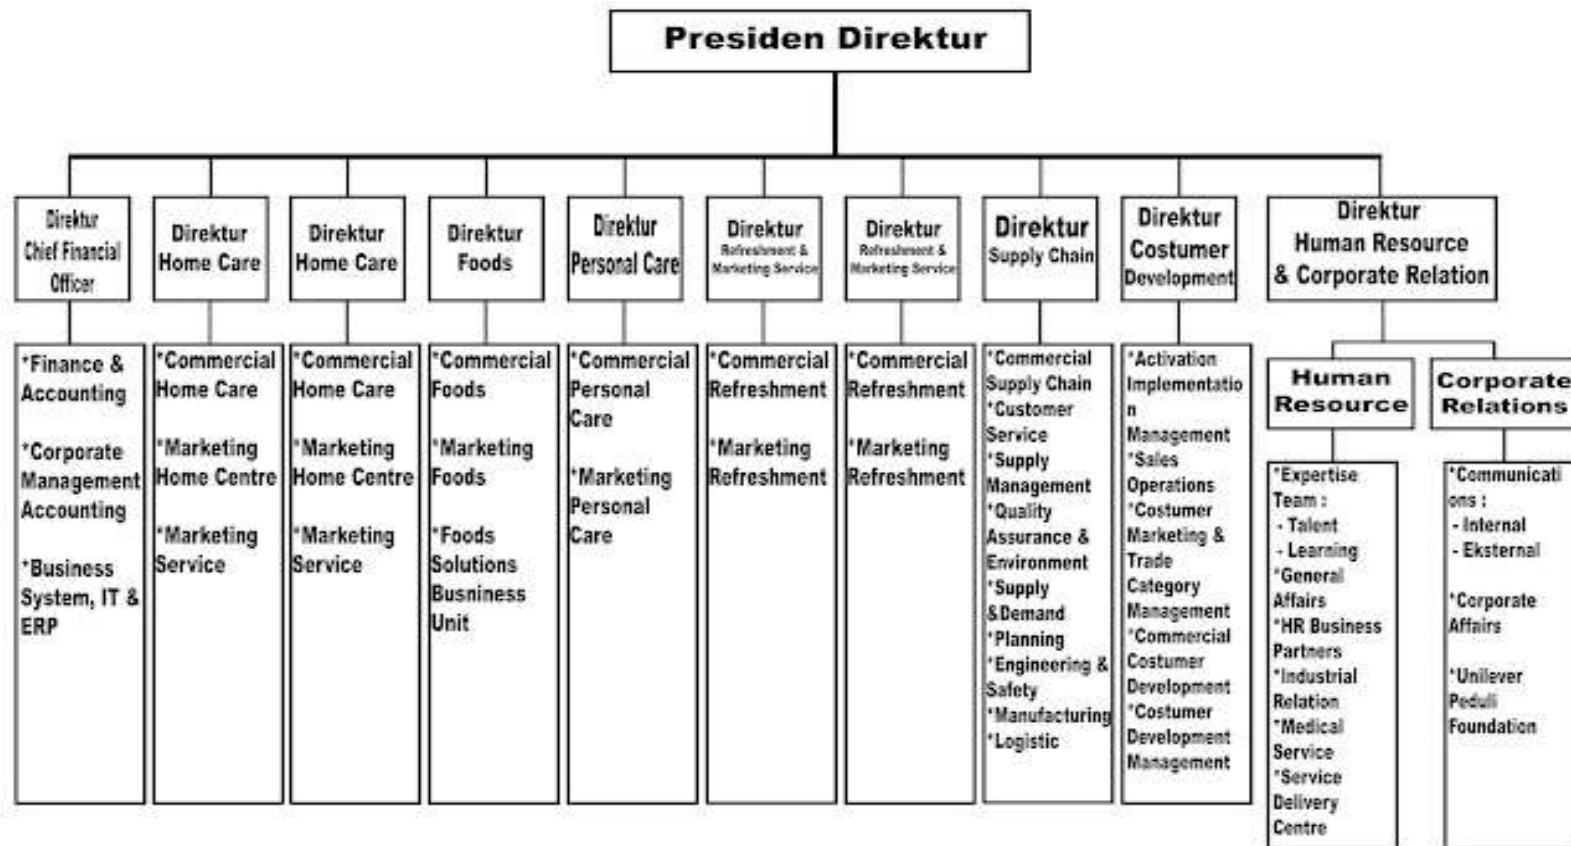 Presiden Direktur
Direktur
Chief Financial
Officer
Direktur
Home Care
Direktur
Home Care
Direktur
Foods
Direktur
Personal Care
Direktur
Refreshment &
Marketing Service
Direktur
Refreshment &
Marketing Service
Direktur
Supply Chain
Direktur
Costumer
Development
Direktur
Human Resource
& Corporate Relation
*Finance &
Accounting
*Corporate
Management
Accounting
*Business
System, IT &
ERP
*Commercial
Home Care
*Marketing
Home Centre
*Marketing
Service
*Commercial
Home Care
*Marketing
Home Centre
*Marketing
Service
*Commercial
Foods
*Marketing
Foods
*Foods
Solutions
Busniness
Unit
*Commercial
Personal
Care
*Marketing
Personal
Care
*Commercial
Refreshment
*Marketing
Refreshment
*Commercial
Refreshment
*Marketing
Refreshment
*Commercial
Supply Chain
*Customer
Service
*Supply
Management
*Quality
Assurance &
Environment
*Supply
&Demand
*Planning
*Engineering &
Safety
*Manufacturing
*Logistic
*Activation
Implementatio
n
Management
*Sales
Operations
*Costumer
Marketing &
Trade
Category
Management
*Commercial
Costumer
Development
*Costumer
Development
Management
Human
Resource
*Expertise
Team :
- Talent
- Learning
*General
Affairs
*HR Business
Partners
*Industrial
Relation
*Medical
Service
*Service
Delivery
Centre
Corporate
Relations
*Communicati
ons :
- Internal
- Eksternal
*Corporate
Affairs
*Unilever
Peduli
Foundation